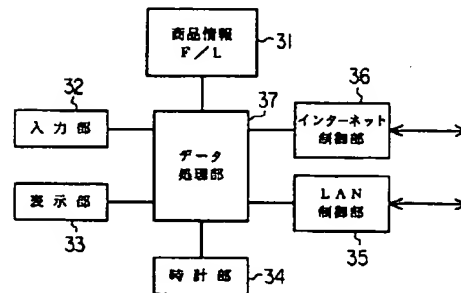 商品情報
F／L
31
32
入力部
37
データ
処理部
36
インターネット
制御部
表示部
33
LAN
制御部
35
時計部
34